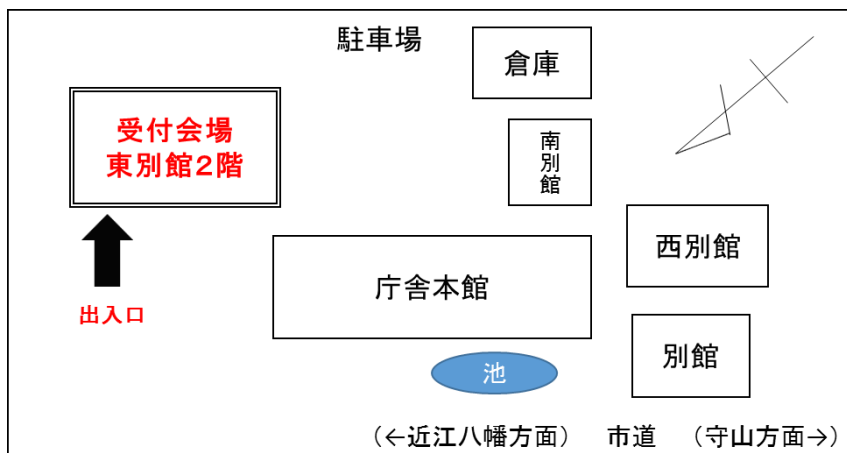 駐車場
倉庫
受付会場
東別館2階
南別館
西別館
庁舎本館
出入口
別館
池
（←近江八幡方面） 市道 （守山方面→）